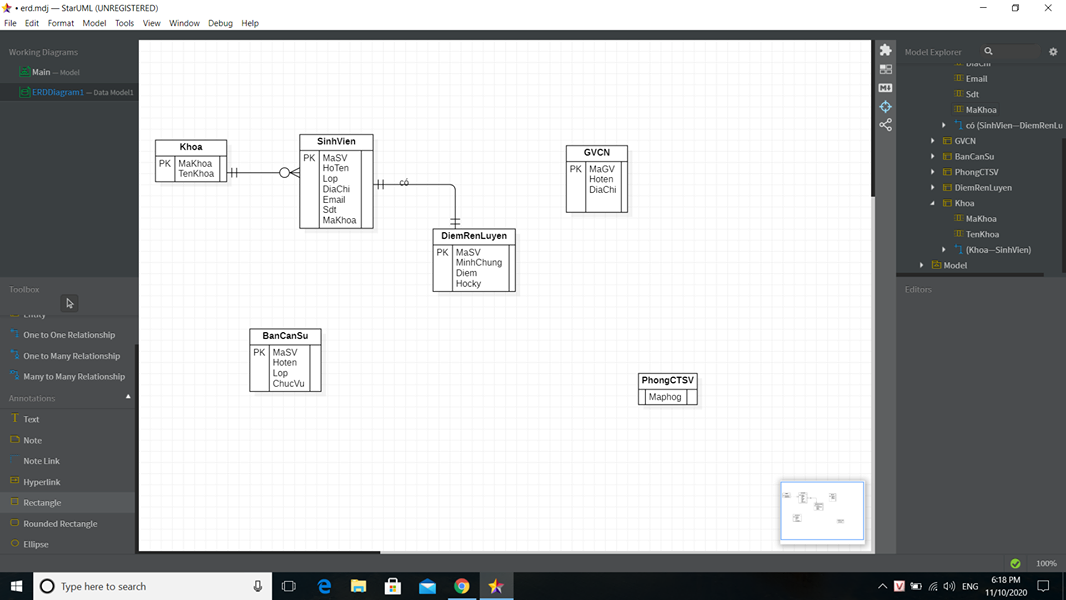 • erd.mdj — StarUML (UNREGISTERED)
File Edit Format Model Tools View Window Debug Help
Working Diagrams
Main — Model
ERDDiagram1 — Data Model1
Toolbox
Entity
One to One Relationship
One to Many Relationship
Many to Many Relationship
Annotations
Text
Note
Note Link
Hyperlink
Rectangle
Rounded Rectangle
Ellipse
Khoa
PK MaKhoa
TenKhoa
SinhVien
PK MaSV
HoTen
Lop
DiaChi
Email
Sdt
MaKhoa
có
DiemRenLuyen
PK MaSV
MinhChung
Diem
Hocky
GVCN
PK MaGV
Hoten
DiaChi
BanCanSu
PK MaSV
Hoten
Lop
ChucVu
PhongCTSV
Maphog
Model Explorer
DiaChi
Email
Sdt
MaKhoa
có (SinhVien—DiemRenLu
GVCN
BanCanSu
PhongCTSV
DiemRenLuyen
Khoa
MaKhoa
TenKhoa
(Khoa—SinhVien)
Model
Editors
100%
Type here to search
ENG
6:18 PM
11/10/2020